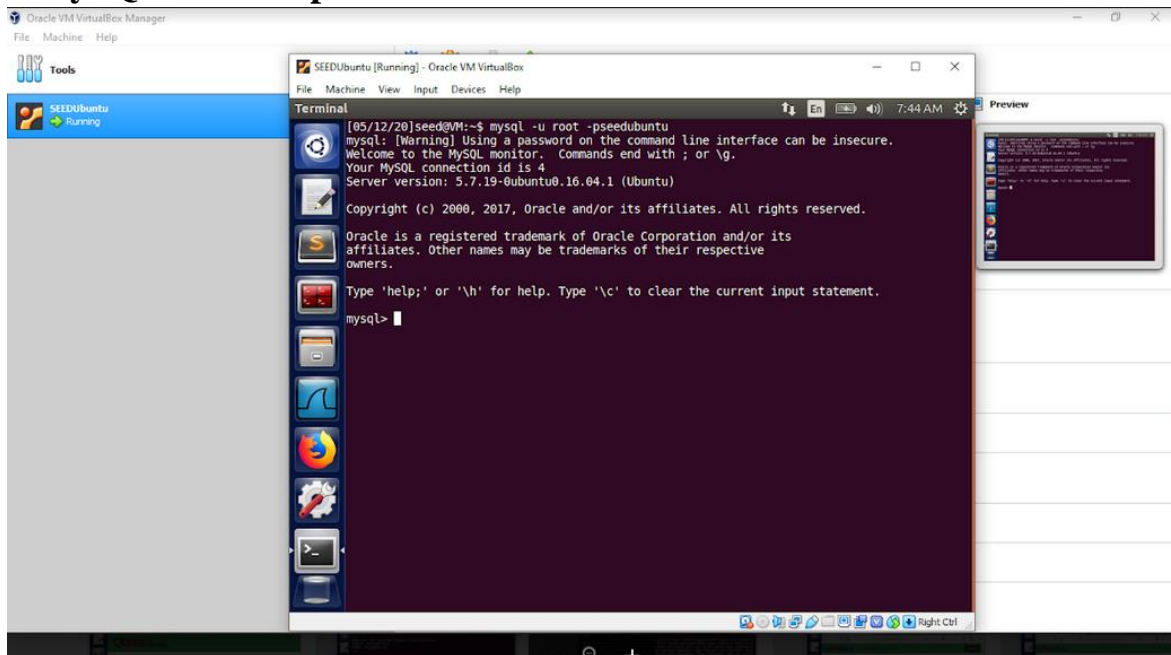 Oracle VM VirtualBox Manager
File Machine Help
Tools
SEEDUbuntu
Running
SEEDUbuntu [Running] - Oracle VM VirtualBox
File Machine View Input Devices Help
Terminal
En
7:44 AM
Preview
[05/12/20]seed@VM:~$ mysql -u root -pseedubuntu
mysql: [Warning] Using a password on the command line interface can be insecure.
Welcome to the MySQL monitor. Commands end with ; or \g.
Your MySQL connection id is 4
Server version: 5.7.19-0ubuntu0.16.04.1 (Ubuntu)
Copyright (c) 2000, 2017, Oracle and/or its affiliates. All rights reserved.
Oracle is a registered trademark of Oracle Corporation and/or its
affiliates. Other names may be trademarks of their respective
owners.
Type 'help;' or '\h' for help. Type '\c' to clear the current input statement.
mysql>
Right Ctrl